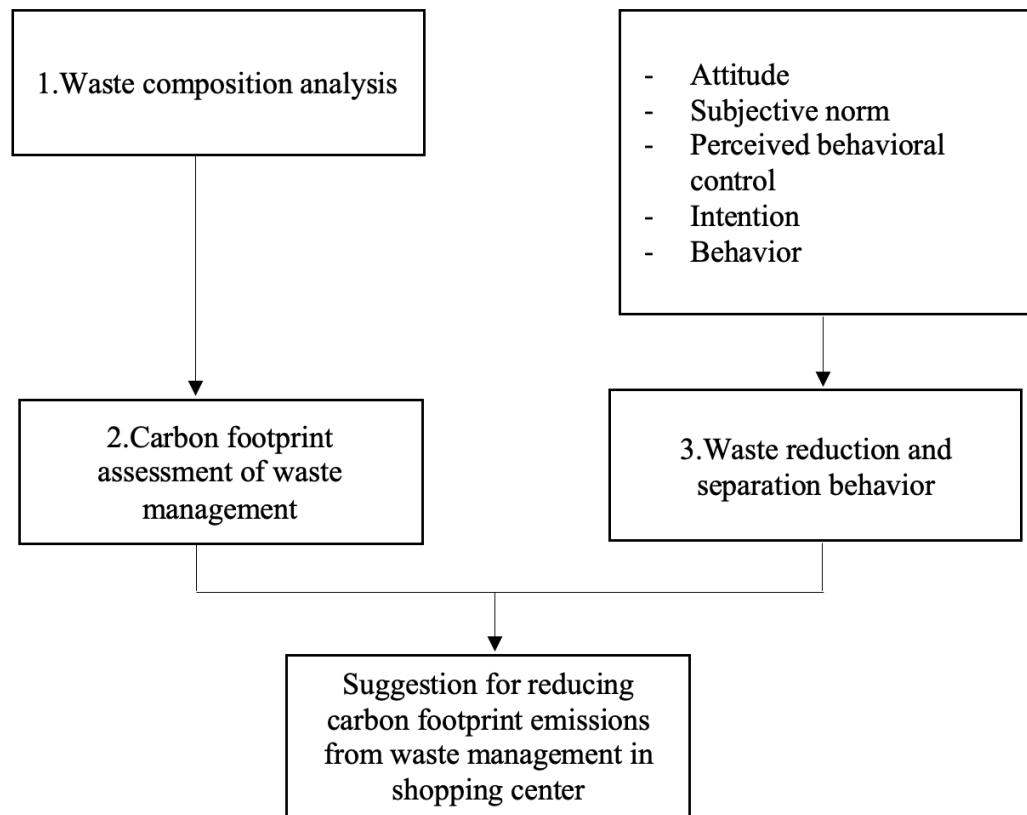 1.Waste composition analysis
- Attitude
- Subjective norm
- Perceived behavioral
control
- Intention
- Behavior
2.Carbon footprint
assessment of waste
management
3.Waste reduction and
separation behavior
Suggestion for reducing
carbon footprint emissions
from waste management in
shopping center